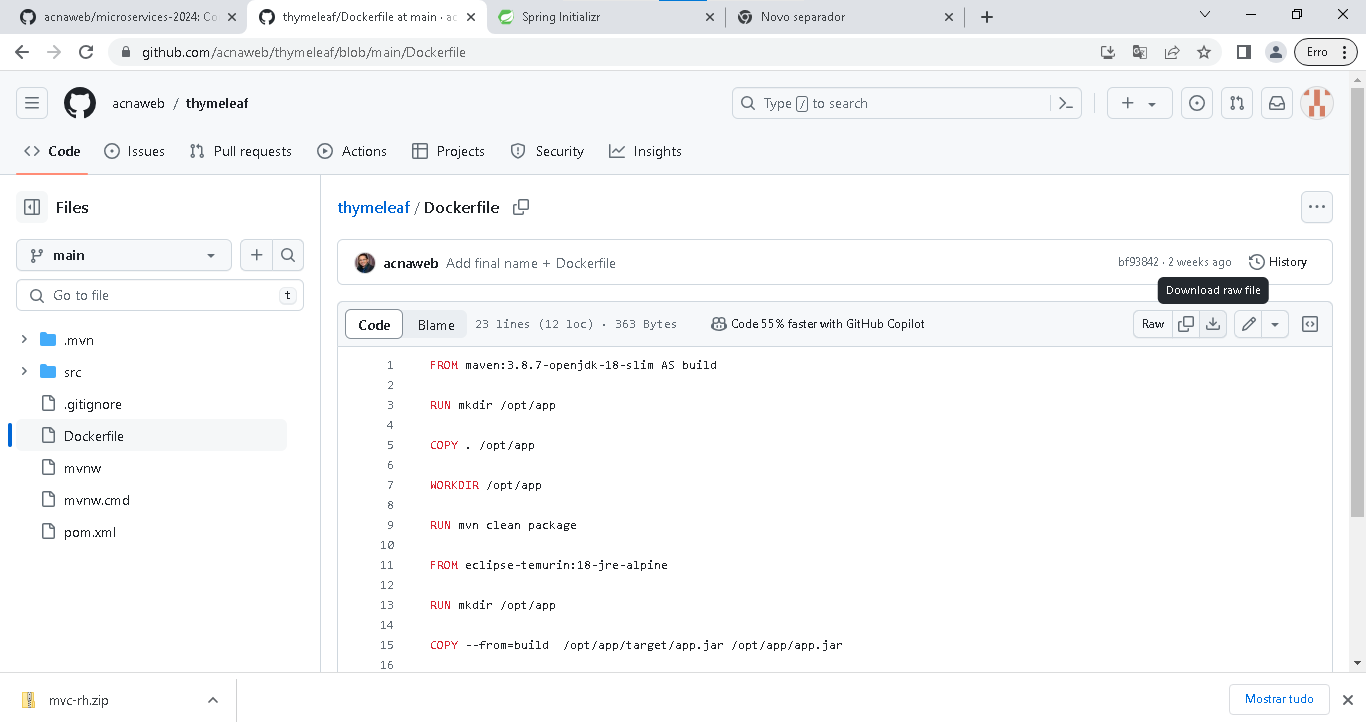 acnaweb/microservices-2024: Co
thymeleaf/Dockerfile at main · ac
Spring Initializr
Novo separador
github.com/acnaweb/thymeleaf/blob/main/Dockerfile
Erro
acnaweb / thymeleaf
Type / to search
Code
Issues
Pull requests
Actions
Projects
Security
Insights
Files
main
Go to file
t
.mvn
src
.gitignore
Dockerfile
mvnw
mvnw.cmd
pom.xml
thymeleaf / Dockerfile
acnaweb Add final name + Dockerfile
bf93842 · 2 weeks ago
History
Download raw file
Code
Blame
23 lines (12 loc) · 363 Bytes
Code 55% faster with GitHub Copilot
Raw
1 FROM maven:3.8.7-openjdk-18-slim AS build
2
3 RUN mkdir /opt/app
4
5 COPY . /opt/app
6
7 WORKDIR /opt/app
8
9 RUN mvn clean package
10
11 FROM eclipse-temurin:18-jre-alpine
12
13 RUN mkdir /opt/app
14
15 COPY --from=build  /opt/app/target/app.jar /opt/app/app.jar
16
mvc-rh.zip
Mostrar tudo